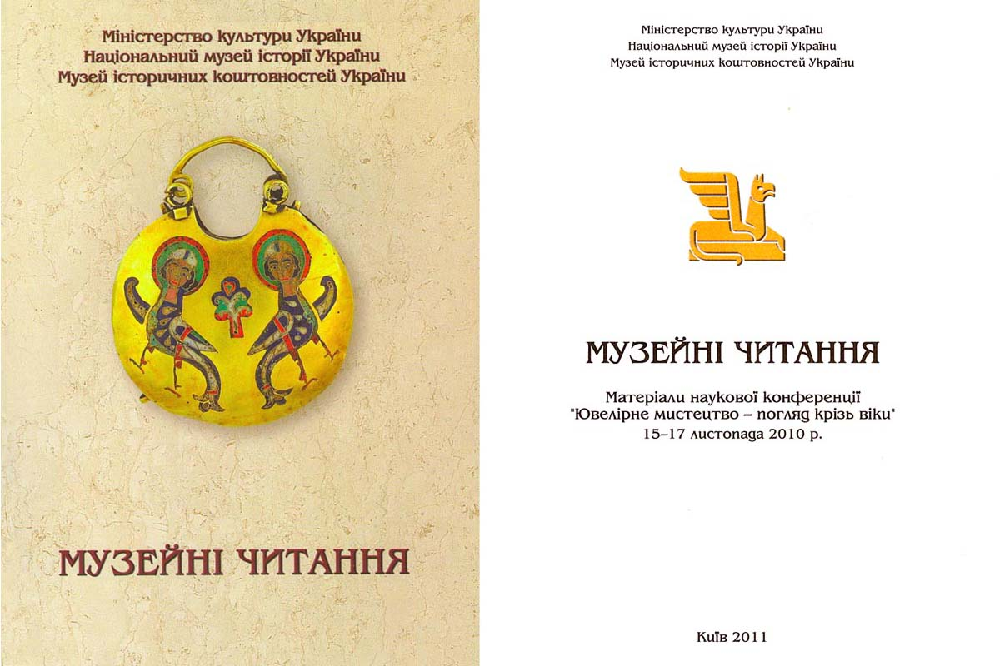 Міністерство культури України
Національний музей історії України
Музей історичних коштовностей України
МУЗЕЙНІ ЧИТАННЯ
Міністерство культури України
Національний музей історії України
Музей історичних коштовностей України
МУЗЕЙНІ ЧИТАННЯ
Матеріали наукової конференції
"Ювелірне мистецтво – погляд крізь віки"
15–17 листопада 2010 р.
Київ 2011